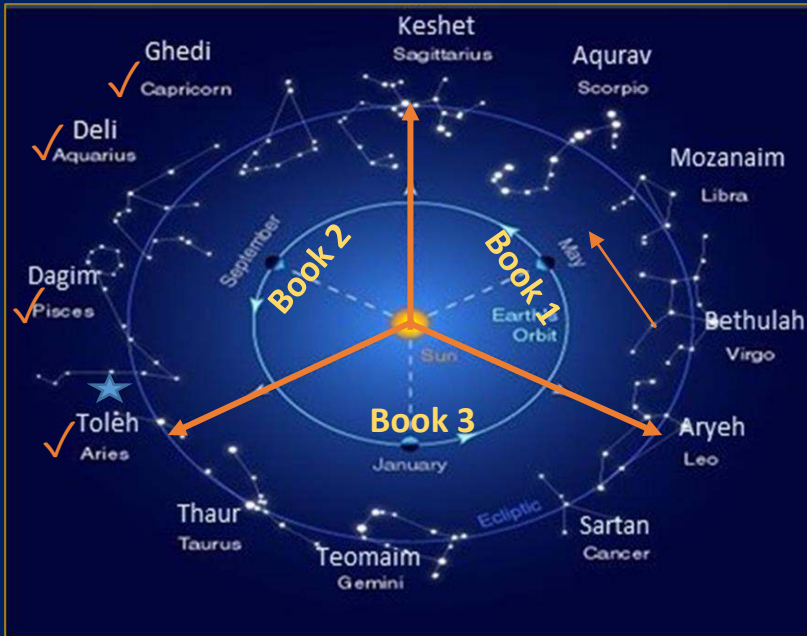 Keshet
Sagittarius
Ghedi
Capricorn
Aqurav
Scorpio
Deli
Aquarius
Mozanaim
Libra
September
Book 2
Book 1
May
Dagim
Pisces
Earth's
Orbit
Bethulah
Virgo
Sun
Toleh
Aries
Book 3
Aryeh
Leo
January
Thaur
Taurus
Ecliptic
Sartan
Cancer
Teomaim
Gemini